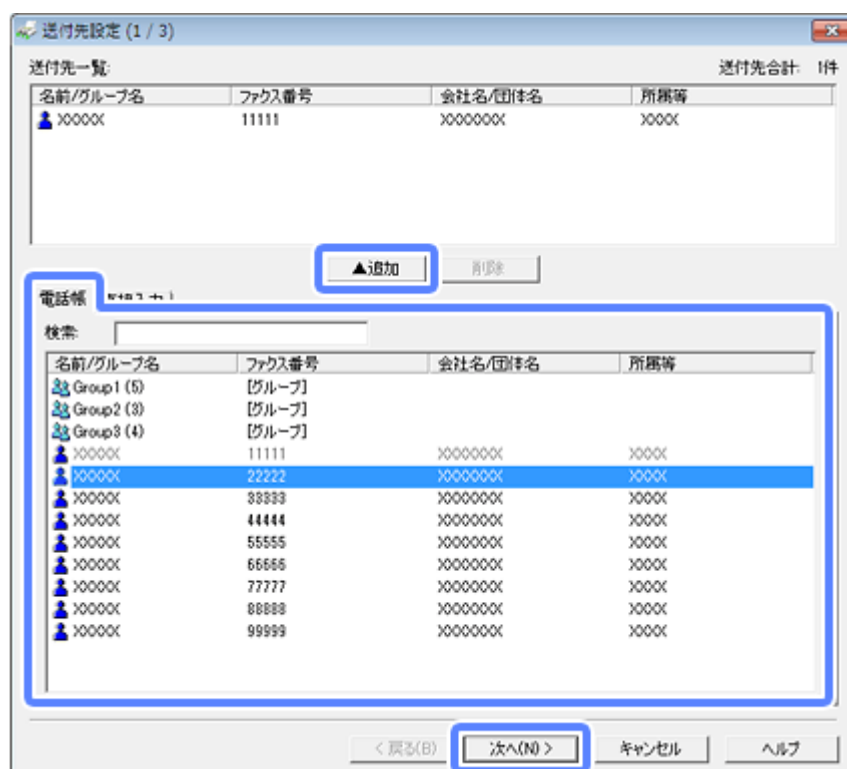 送付先設定 (1 / 3)
送付先一覧: 送付先合計: 1件
名前/グループ名 ファクス番号 会社名/団体名 所属等
XXXXX 11111 XXXXXXX XXXX
▲追加 削除
電話帳
検索:
名前/グループ名 ファクス番号 会社名/団体名 所属等
Group1 (5) [グループ]
Group2 (3) [グループ]
Group3 (4) [グループ]
XXXXX 11111 XXXXXXX XXXX
XXXXX 22222 XXXXXXX XXXX
XXXXX 33333 XXXXXXX XXXX
XXXXX 44444 XXXXXXX XXXX
XXXXX 55555 XXXXXXX XXXX
XXXXX 66666 XXXXXXX XXXX
XXXXX 77777 XXXXXXX XXXX
XXXXX 88888 XXXXXXX XXXX
XXXXX 99999 XXXXXXX XXXX
< 戻る(B) 次へ(N) > キャンセル ヘルプ